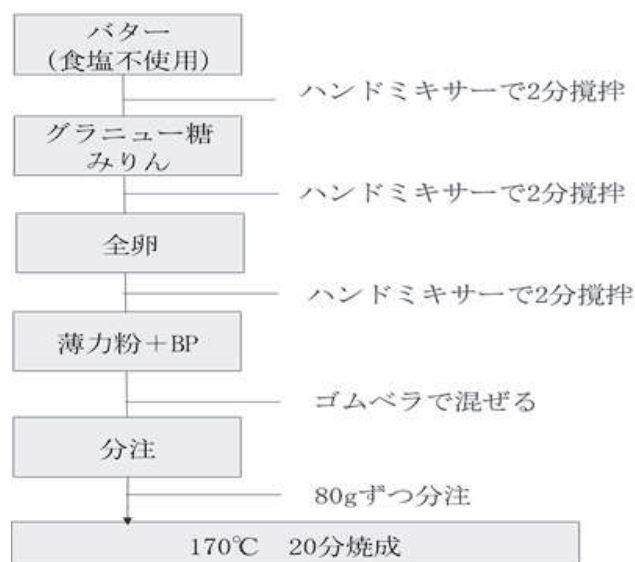 バター
(食塩不使用)
ハンドミキサーで2分撹拌
グラニュー糖
みりん
ハンドミキサーで2分撹拌
全卵
ハンドミキサーで2分撹拌
薄力粉＋BP
ゴムベラで混ぜる
分注
80gずつ分注
170℃　20分焼成